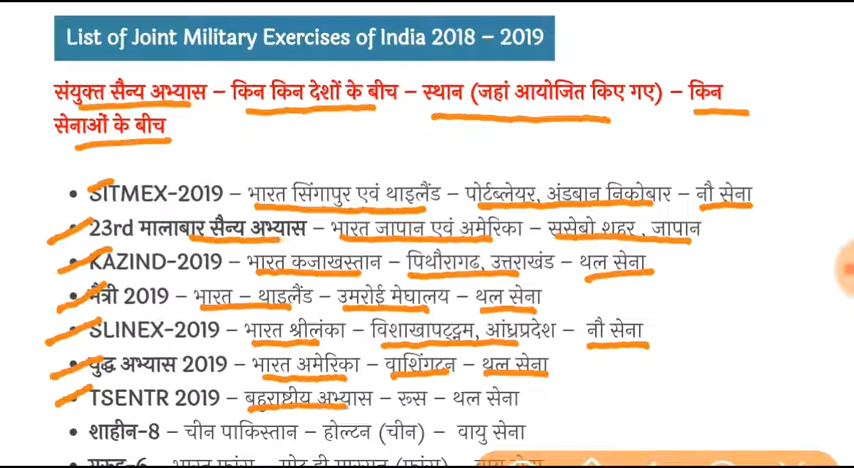 List of Joint Military Exercises of India 2018 – 2019
संयुक्त सैन्य अभ्यास – किन किन देशों के बीच – स्थान (जहां आयोजित किए गए) – किन
सेनाओं के बीच
• SITMEX-2019 – भारत सिंगापुर एवं थाइलैंड – पोर्टब्लेयर, अंडबान निकोबार – नौ सेना
• 23rd मालाबार सैन्य अभ्यास – भारत जापान एवं अमेरिका – ससेबो शहर , जापान
• KAZIND-2019 – भारत कजाखस्तान – पिथौरागढ, उत्तराखंड – थल सेना
• मैत्री 2019 – भारत – थाइलैंड – उमरोई मेघालय – थल सेना
• SLINEX-2019 – भारत श्रीलंका – विशाखापट्ट्नम, आंध्रप्रदेश – नौ सेना
• युद्ध अभ्यास 2019 – भारत अमेरिका – वाशिंगटन – थल सेना
• TSENTR 2019 – बहुराष्टीय अभ्यास – रूस – थल सेना
• शाहीन-8 – चीन पाकिस्तान – होल्टन (चीन) – वायु सेना